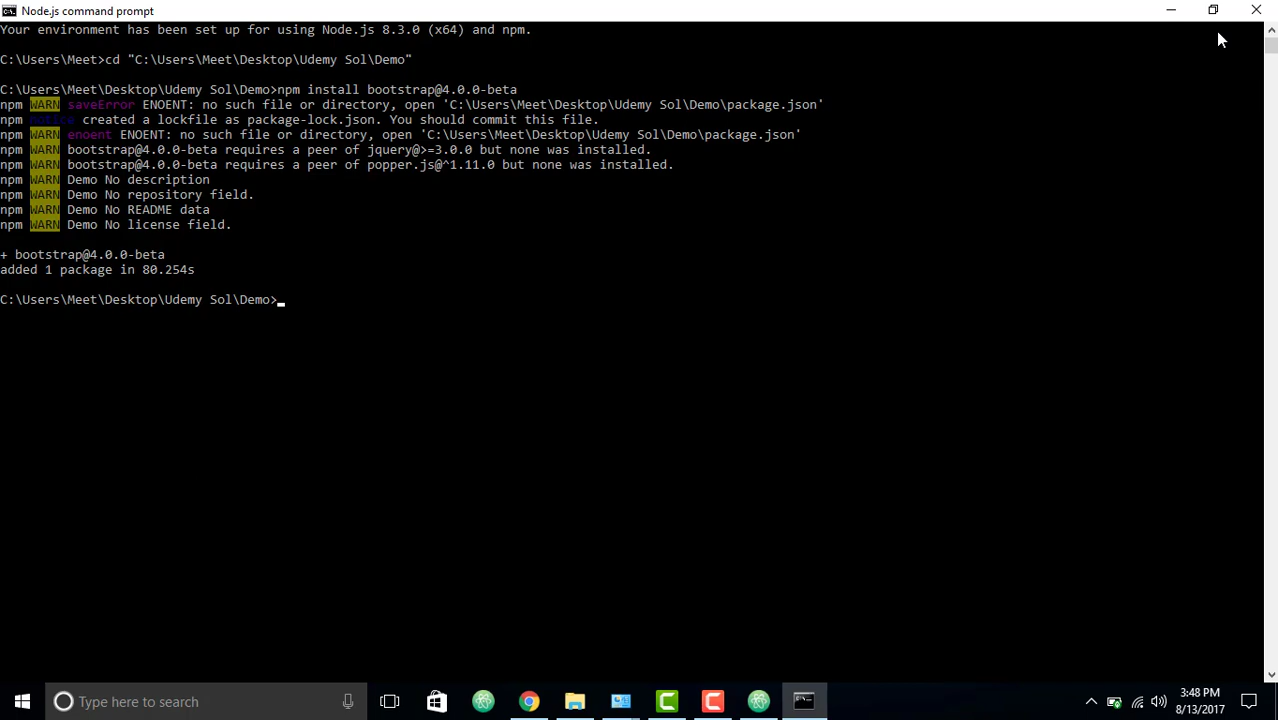 Node.js command prompt
Your environment has been set up for using Node.js 8.3.0 (x64) and npm.
C:\Users\Meet>cd "C:\Users\Meet\Desktop\Udemy Sol\Demo"
C:\Users\Meet\Desktop\Udemy Sol\Demo>npm install bootstrap@4.0.0-beta
npm WARN saveError ENOENT: no such file or directory, open 'C:\Users\Meet\Desktop\Udemy Sol\Demo\package.json'
npm notice created a lockfile as package-lock.json. You should commit this file.
npm WARN enoent ENOENT: no such file or directory, open 'C:\Users\Meet\Desktop\Udemy Sol\Demo\package.json'
npm WARN bootstrap@4.0.0-beta requires a peer of jquery@>=3.0.0 but none was installed.
npm WARN bootstrap@4.0.0-beta requires a peer of popper.js@^1.11.0 but none was installed.
npm WARN Demo No description
npm WARN Demo No repository field.
npm WARN Demo No README data
npm WARN Demo No license field.
+ bootstrap@4.0.0-beta
added 1 package in 80.254s
C:\Users\Meet\Desktop\Udemy Sol\Demo>
Type here to search
3:48 PM
8/13/2017